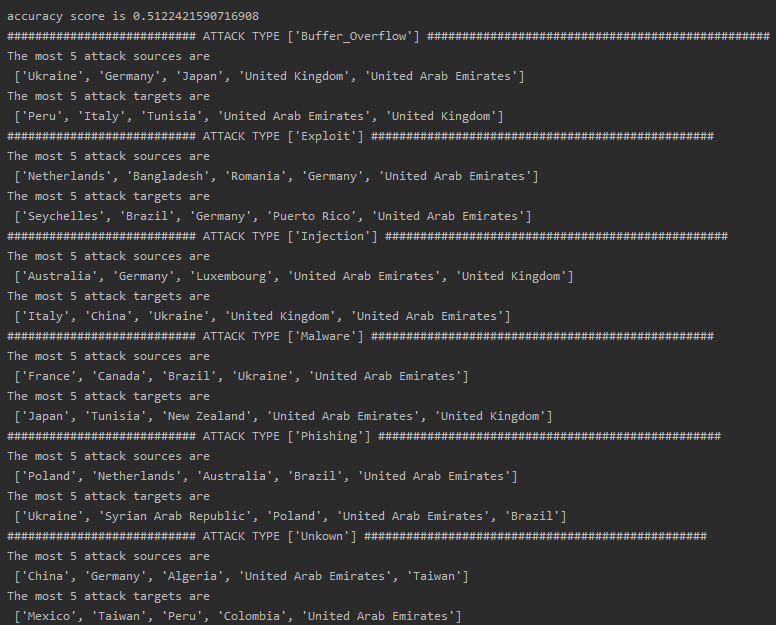 accuracy score is 0.5122421590716908
########################### ATTACK TYPE ['Buffer_Overflow'] #################################################
The most 5 attack sources are
['Ukraine', 'Germany', 'Japan', 'United Kingdom', 'United Arab Emirates']
The most 5 attack targets are
['Peru', 'Italy', 'Tunisia', 'United Arab Emirates', 'United Kingdom']
########################### ATTACK TYPE ['Exploit'] #################################################
The most 5 attack sources are
['Netherlands', 'Bangladesh', 'Romania', 'Germany', 'United Arab Emirates']
The most 5 attack targets are
['Seychelles', 'Brazil', 'Germany', 'Puerto Rico', 'United Arab Emirates']
########################### ATTACK TYPE ['Injection'] #################################################
The most 5 attack sources are
['Australia', 'Germany', 'Luxembourg', 'United Arab Emirates', 'United Kingdom']
The most 5 attack targets are
['Italy', 'China', 'Ukraine', 'United Kingdom', 'United Arab Emirates']
########################### ATTACK TYPE ['Malware'] #################################################
The most 5 attack sources are
['France', 'Canada', 'Brazil', 'Ukraine', 'United Arab Emirates']
The most 5 attack targets are
['Japan', 'Tunisia', 'New Zealand', 'United Arab Emirates', 'United Kingdom']
########################### ATTACK TYPE ['Phishing'] #################################################
The most 5 attack sources are
['Poland', 'Netherlands', 'Australia', 'Brazil', 'United Arab Emirates']
The most 5 attack targets are
['Ukraine', 'Syrian Arab Republic', 'Poland', 'United Arab Emirates', 'Brazil']
########################### ATTACK TYPE ['Unkown'] #################################################
The most 5 attack sources are
['China', 'Germany', 'Algeria', 'United Arab Emirates', 'Taiwan']
The most 5 attack targets are
['Mexico', 'Taiwan', 'Peru', 'Colombia', 'United Arab Emirates']